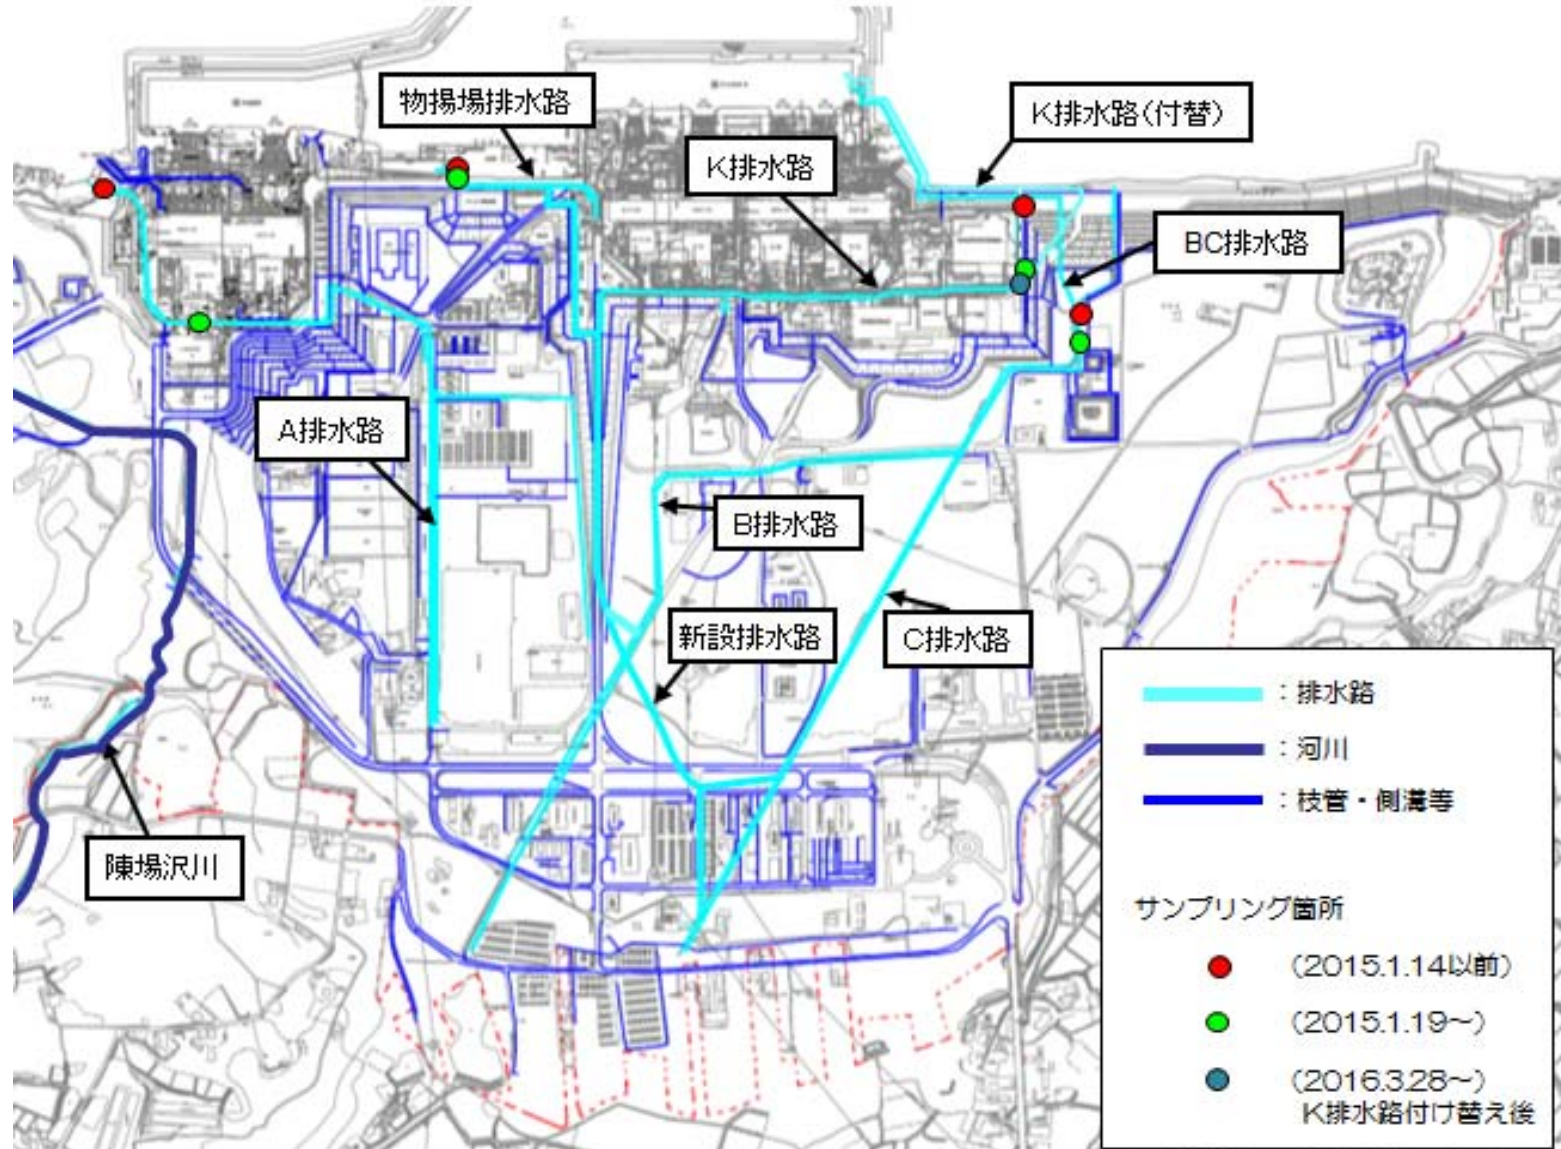 物揚場排水路
K排水路(付替)
K排水路
BC排水路
A排水路
B排水路
新設排水路
C排水路
陳場沢川
：排水路
：河川
：枝管・側溝等
サンプリング箇所
(2015.1.14以前)
(2015.1.19～)
(2016.3.28～)
K排水路付け替え後